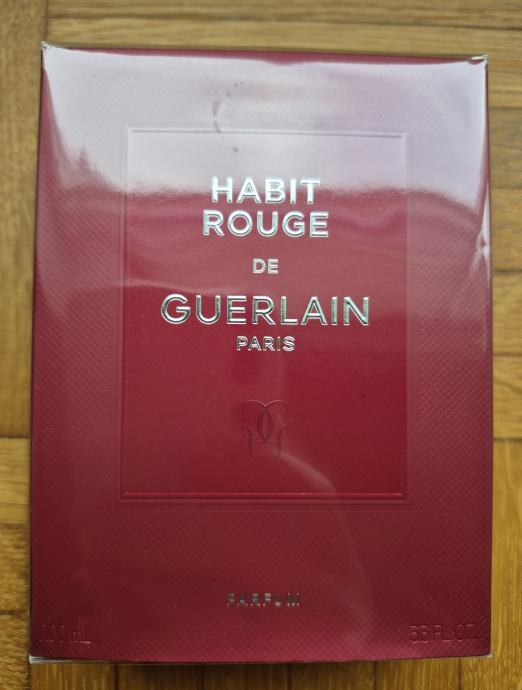 HABIT
ROUGE
DE
GUERLAIN
PARIS
PARFUM
100 mL
3.3 FL.OZ.